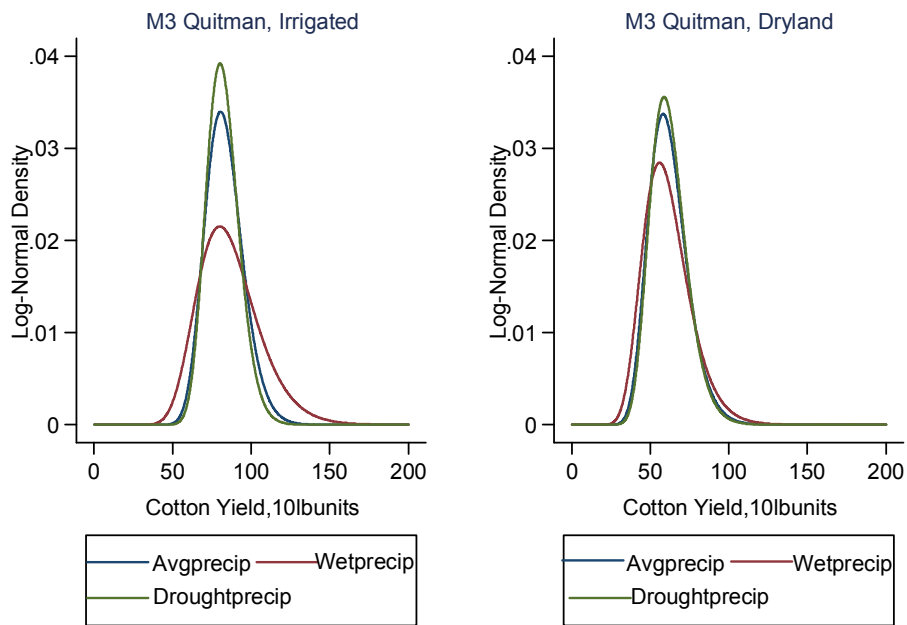 M3 Quitman, Irrigated
.04
.03
.02
.01
0
Log-Normal Density
0 50 100 150 200
Cotton Yield,10lbunits
Avgprecip Wetprecip
Droughtprecip
M3 Quitman, Dryland
.04
.03
.02
.01
0
Log-Normal Density
0 50 100 150 200
Cotton Yield,10lbunits
Avgprecip Wetprecip
Droughtprecip